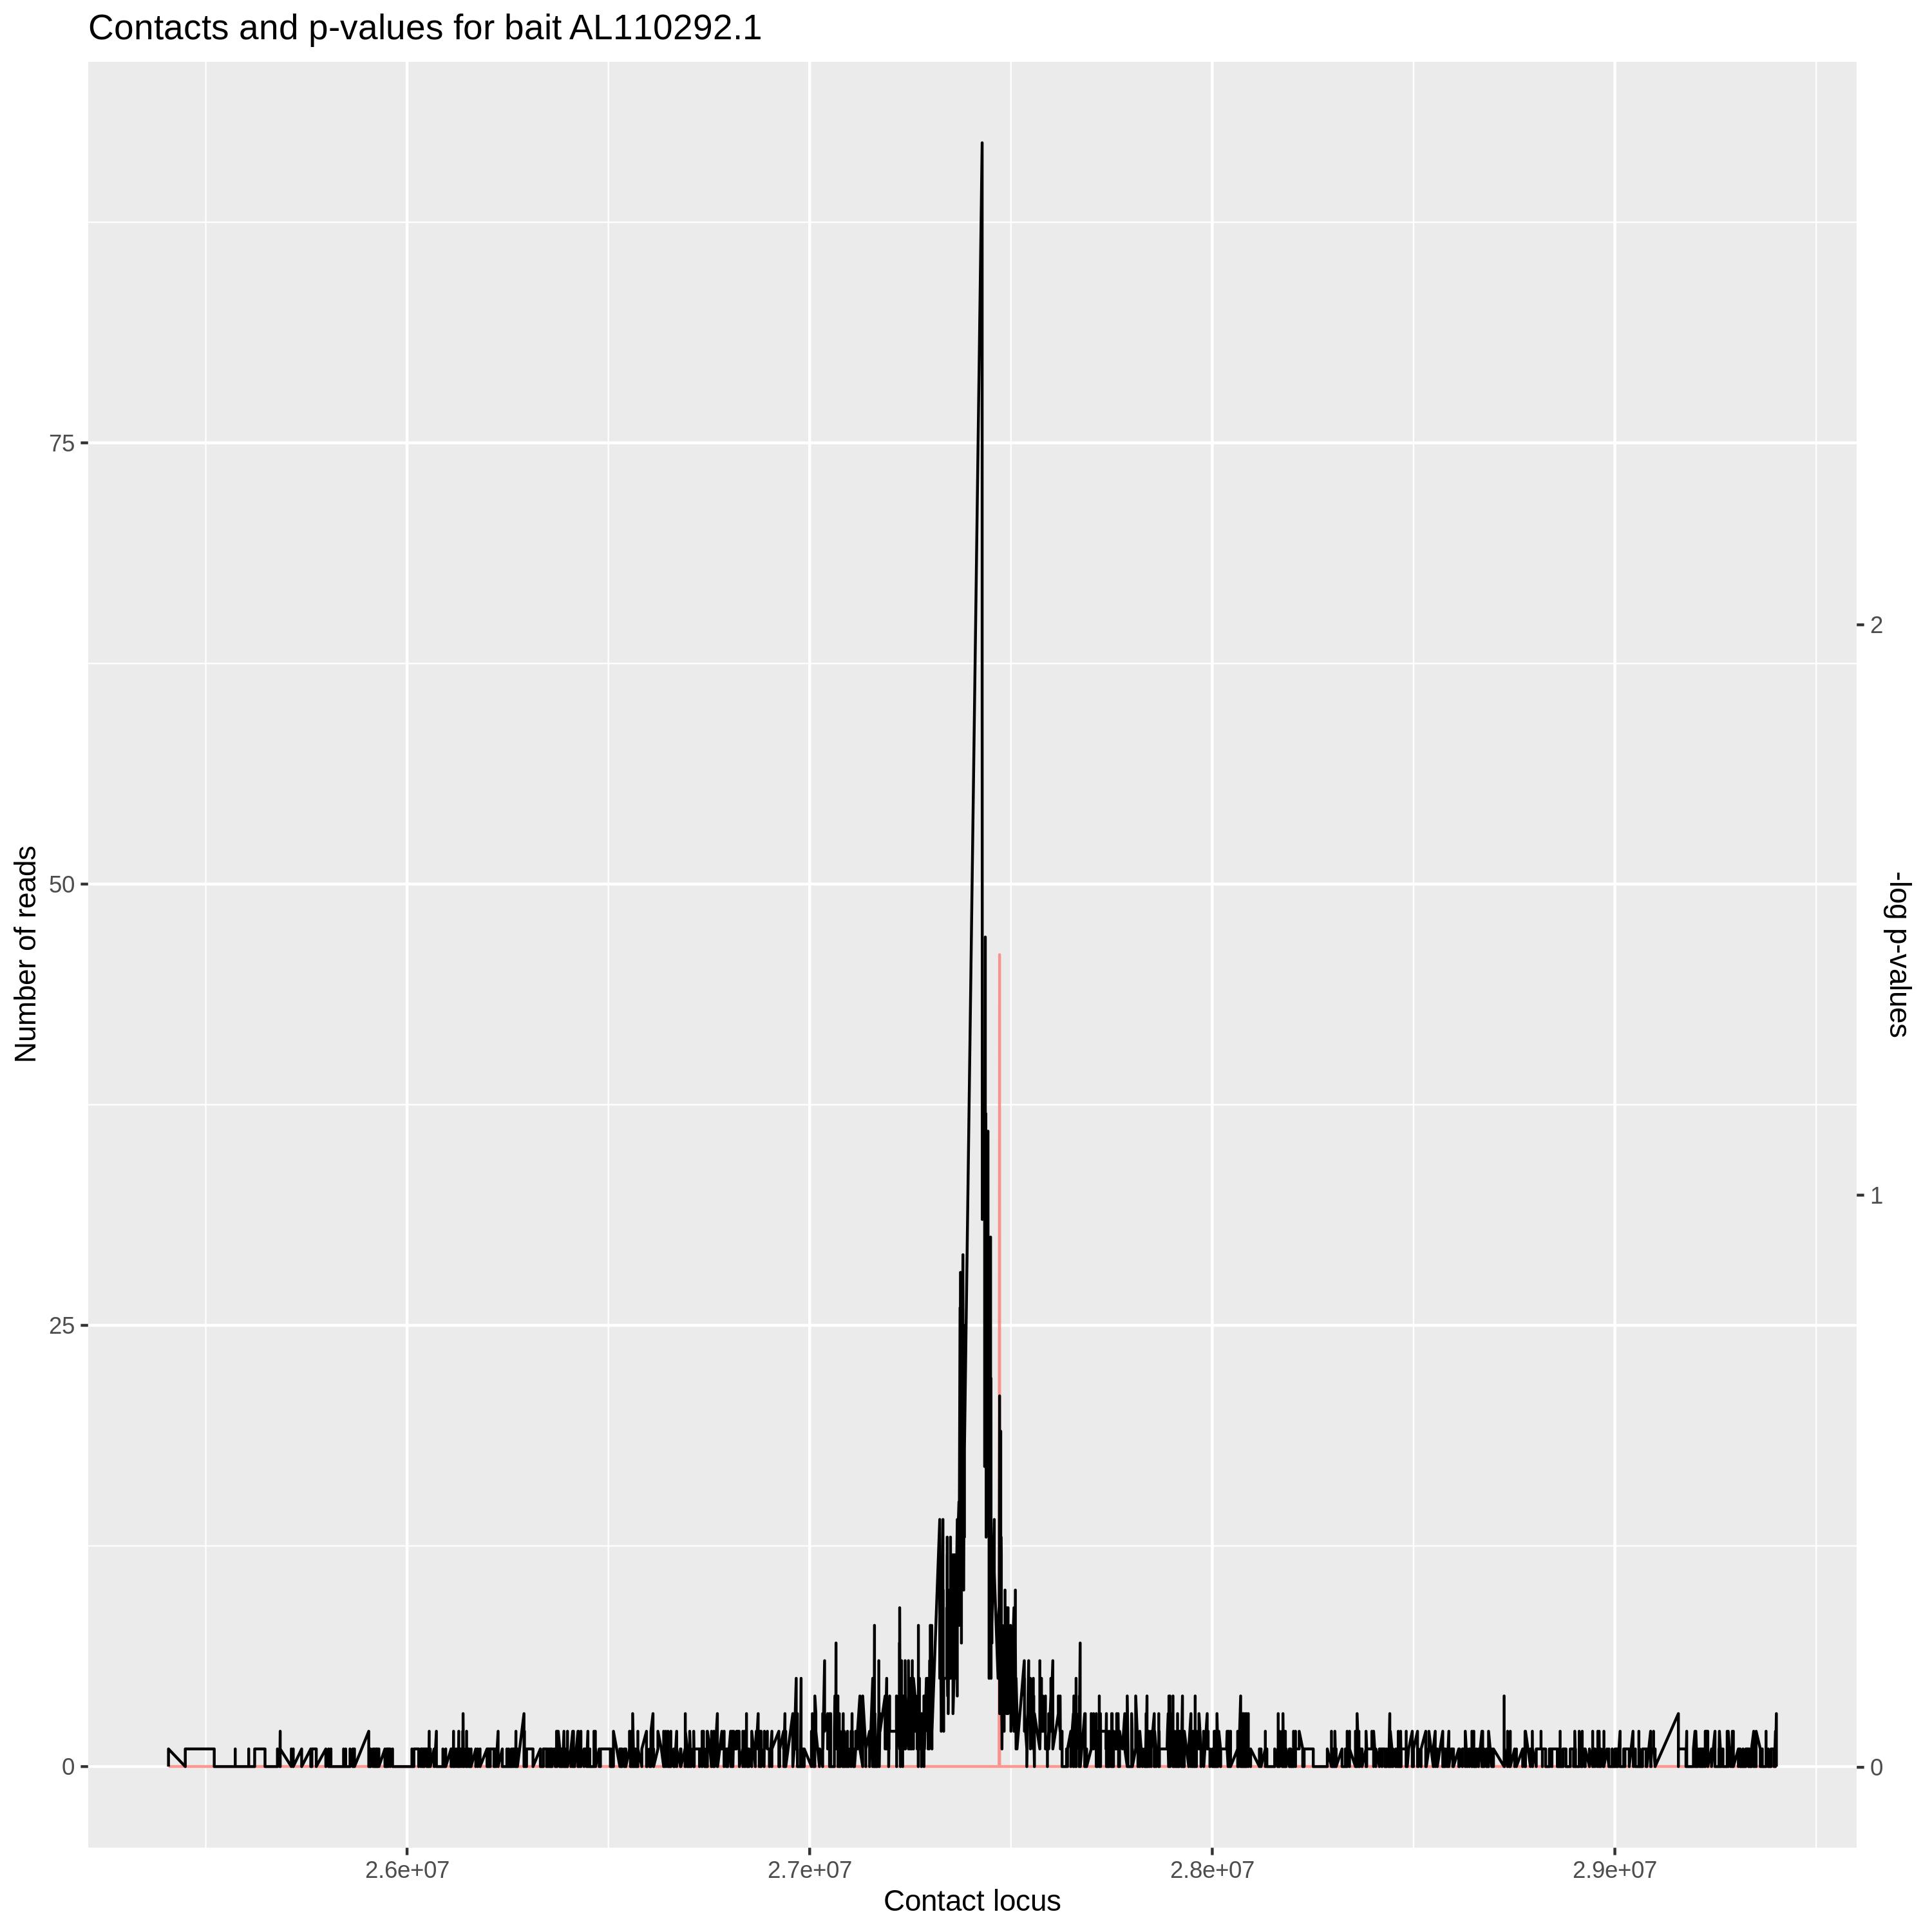 Contacts and p-values for bait AL110292.1
75
50
25
0
Number of reads
2
1
0
-log p-values
2.6e+07
2.7e+07
2.8e+07
2.9e+07
Contact locus